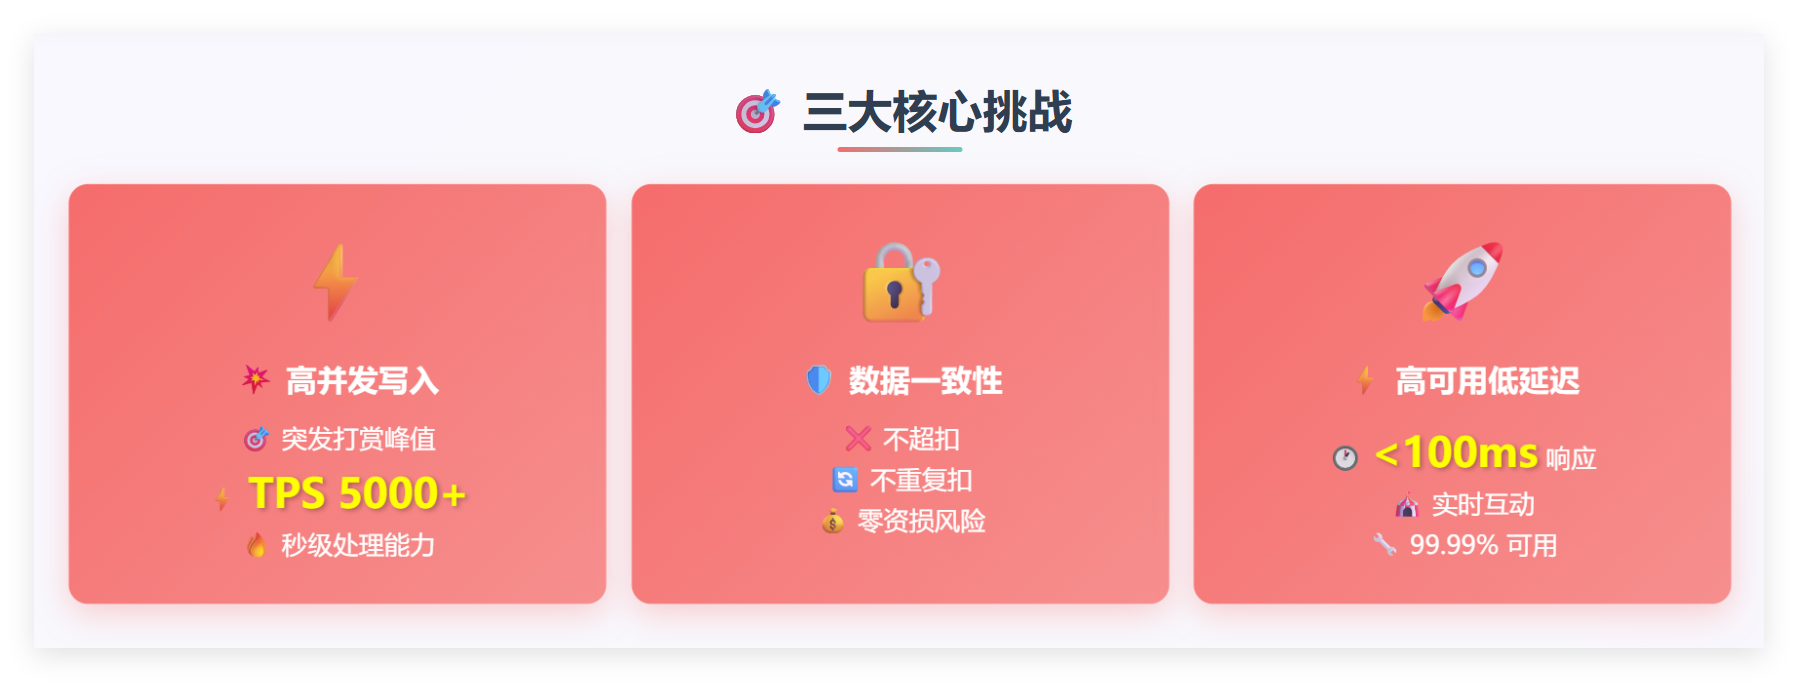 三大核心挑战
高并发写入
突发打赏峰值
TPS 5000+
秒级处理能力
数据一致性
不超扣
不重复扣
零资损风险
高可用低延迟
<100ms 响应
实时互动
99.99% 可用